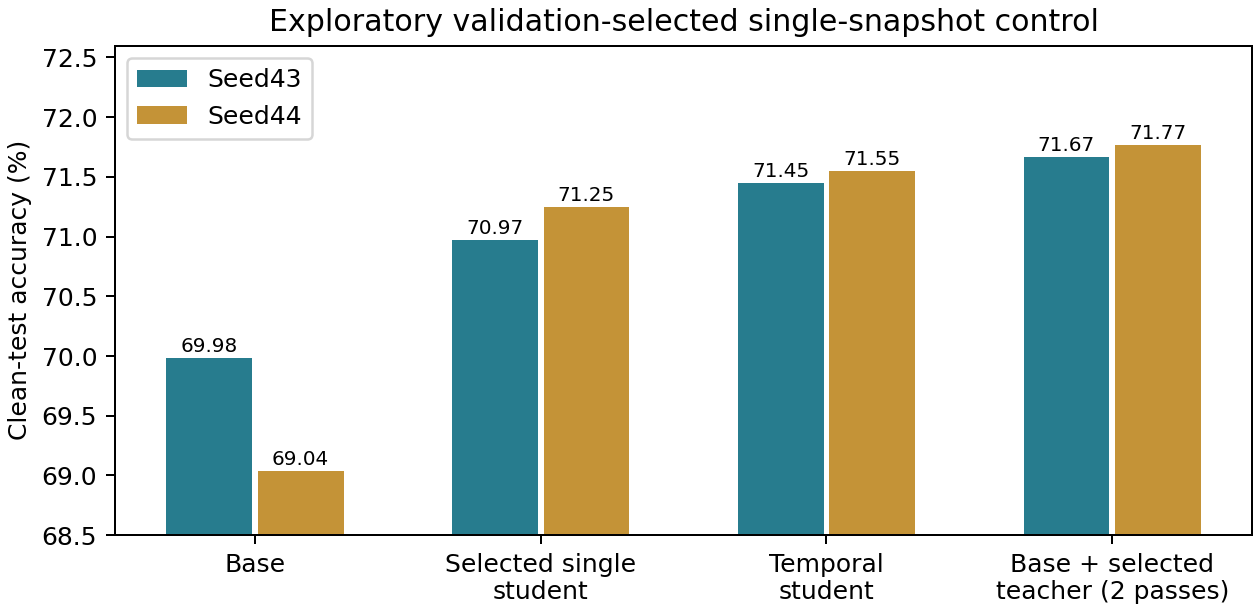 Exploratory validation-selected single-snapshot control
Clean-test accuracy (%)
72.5
72.0
71.5
71.0
70.5
70.0
69.5
69.0
68.5
Seed43
Seed44
69.98
69.04
70.97
71.25
71.45
71.55
71.67
71.77
Base
Selected single
student
Temporal
student
Base + selected
teacher (2 passes)